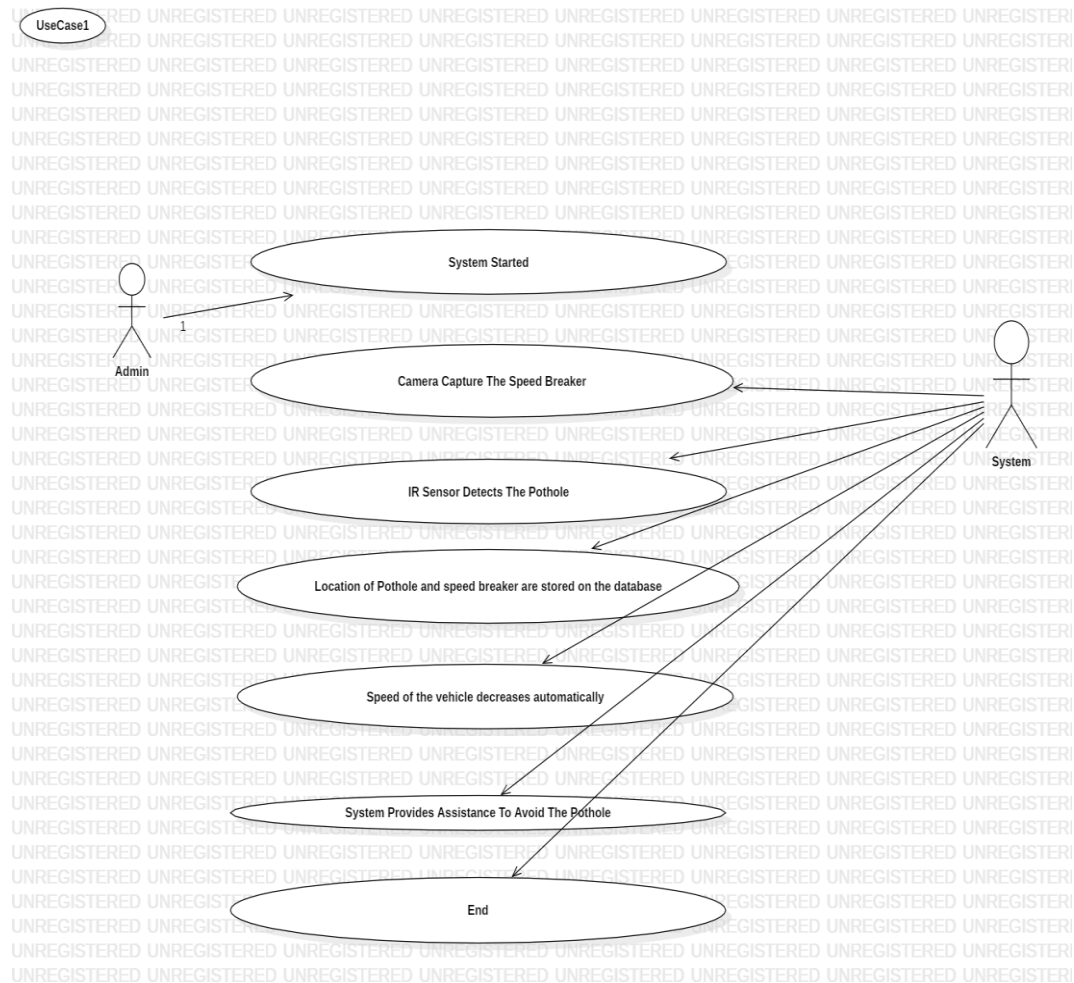 UseCase1
System Started
1
Admin
Camera Capture The Speed Breaker
System
IR Sensor Detects The Pothole
Location of Pothole and speed breaker are stored on the database
Speed of the vehicle decreases automatically
System Provides Assistance To Avoid The Pothole
End
UNREGISTERED